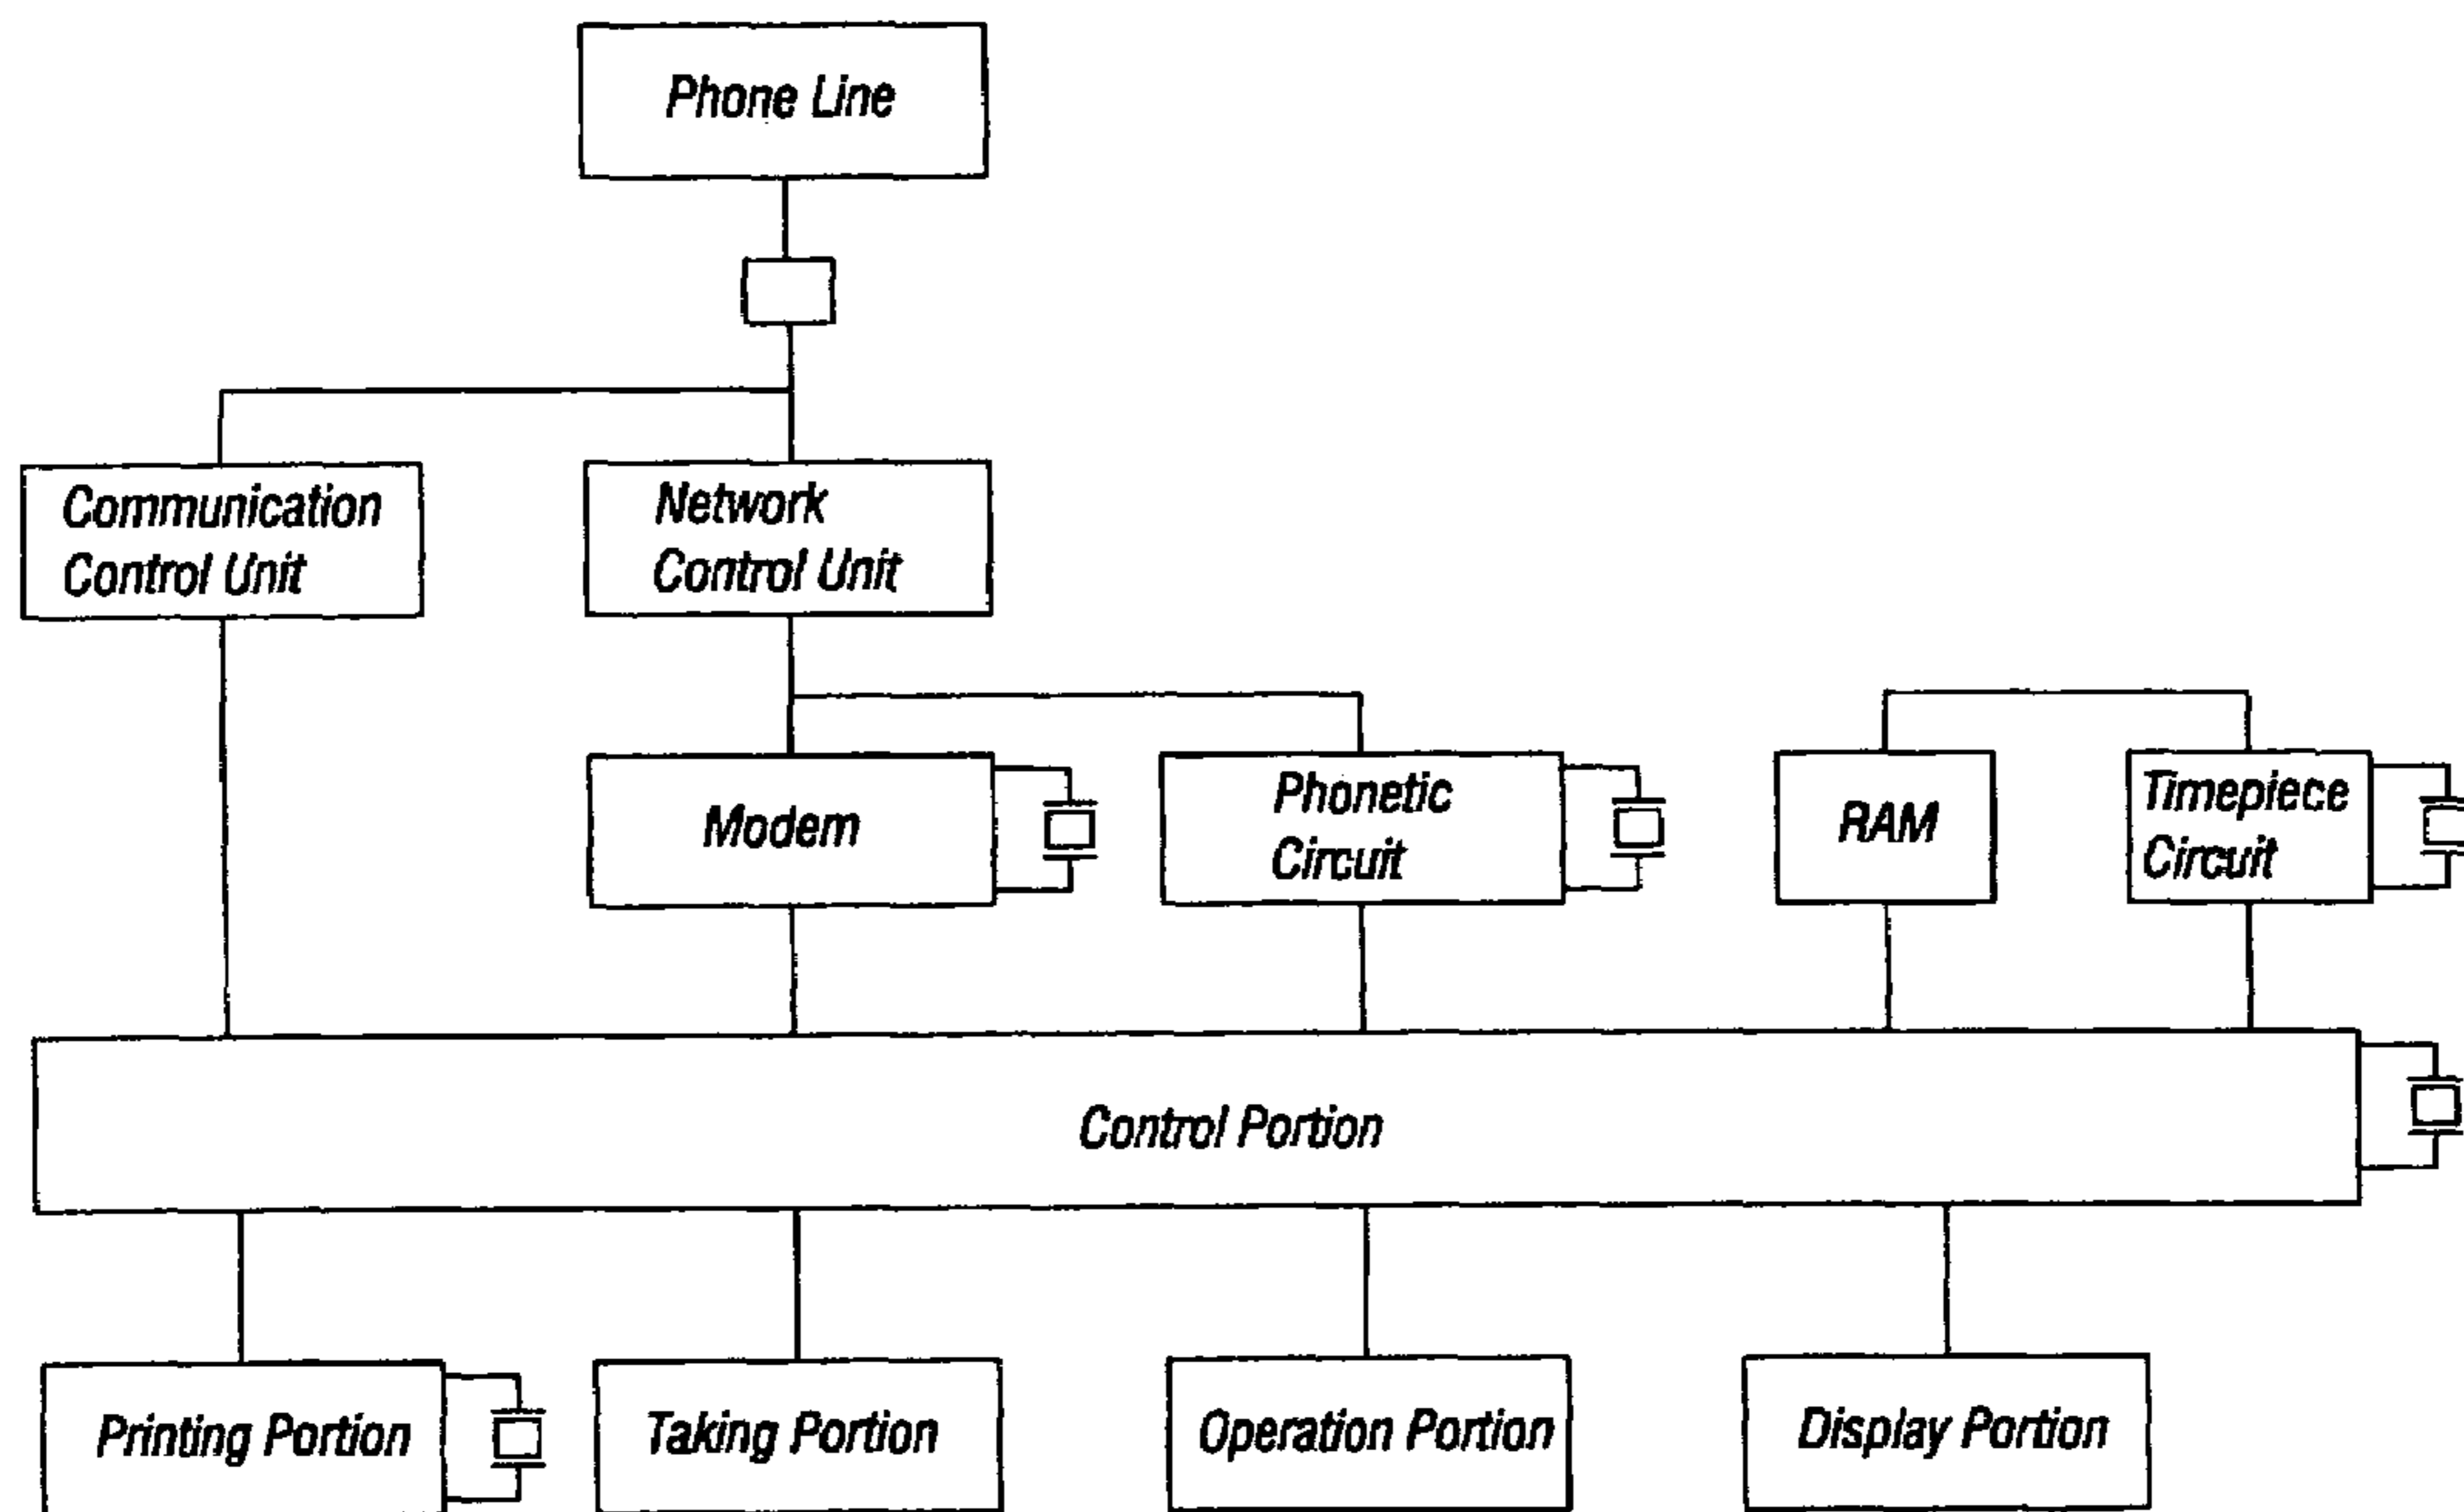 Phone Line
Communication
Control Unit
Network
Control Unit
Modem
Phonetic
Circuit
RAM
Timepiece
Circuit
Control Portion
Printing Portion
Taking Portion
Operation Portion
Display Portion